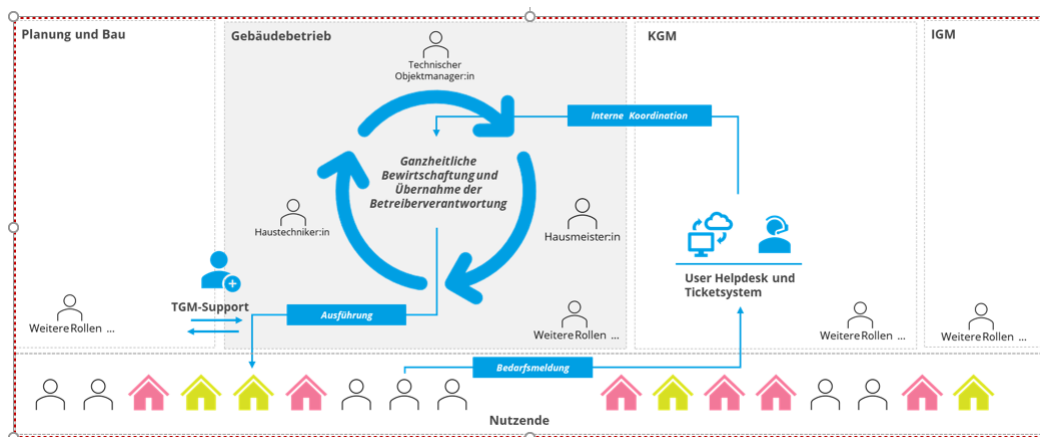 Planung und Bau
Gebäudebetrieb
KGM
IGM
Technischer
Objektmanager:in
Interne Koordination
Ganzheitliche
Bewirtschaftung und
Übernahme der
Betreiberverantwortung
Haustechniker:in
Hausmeister:in
User Helpdesk und
Ticketsystem
TGM-Support
Ausführung
Weitere Rollen ...
Weitere Rollen ...
Weitere Rollen ...
Weitere Rollen ...
Bedarfsmeldung
Nutzende